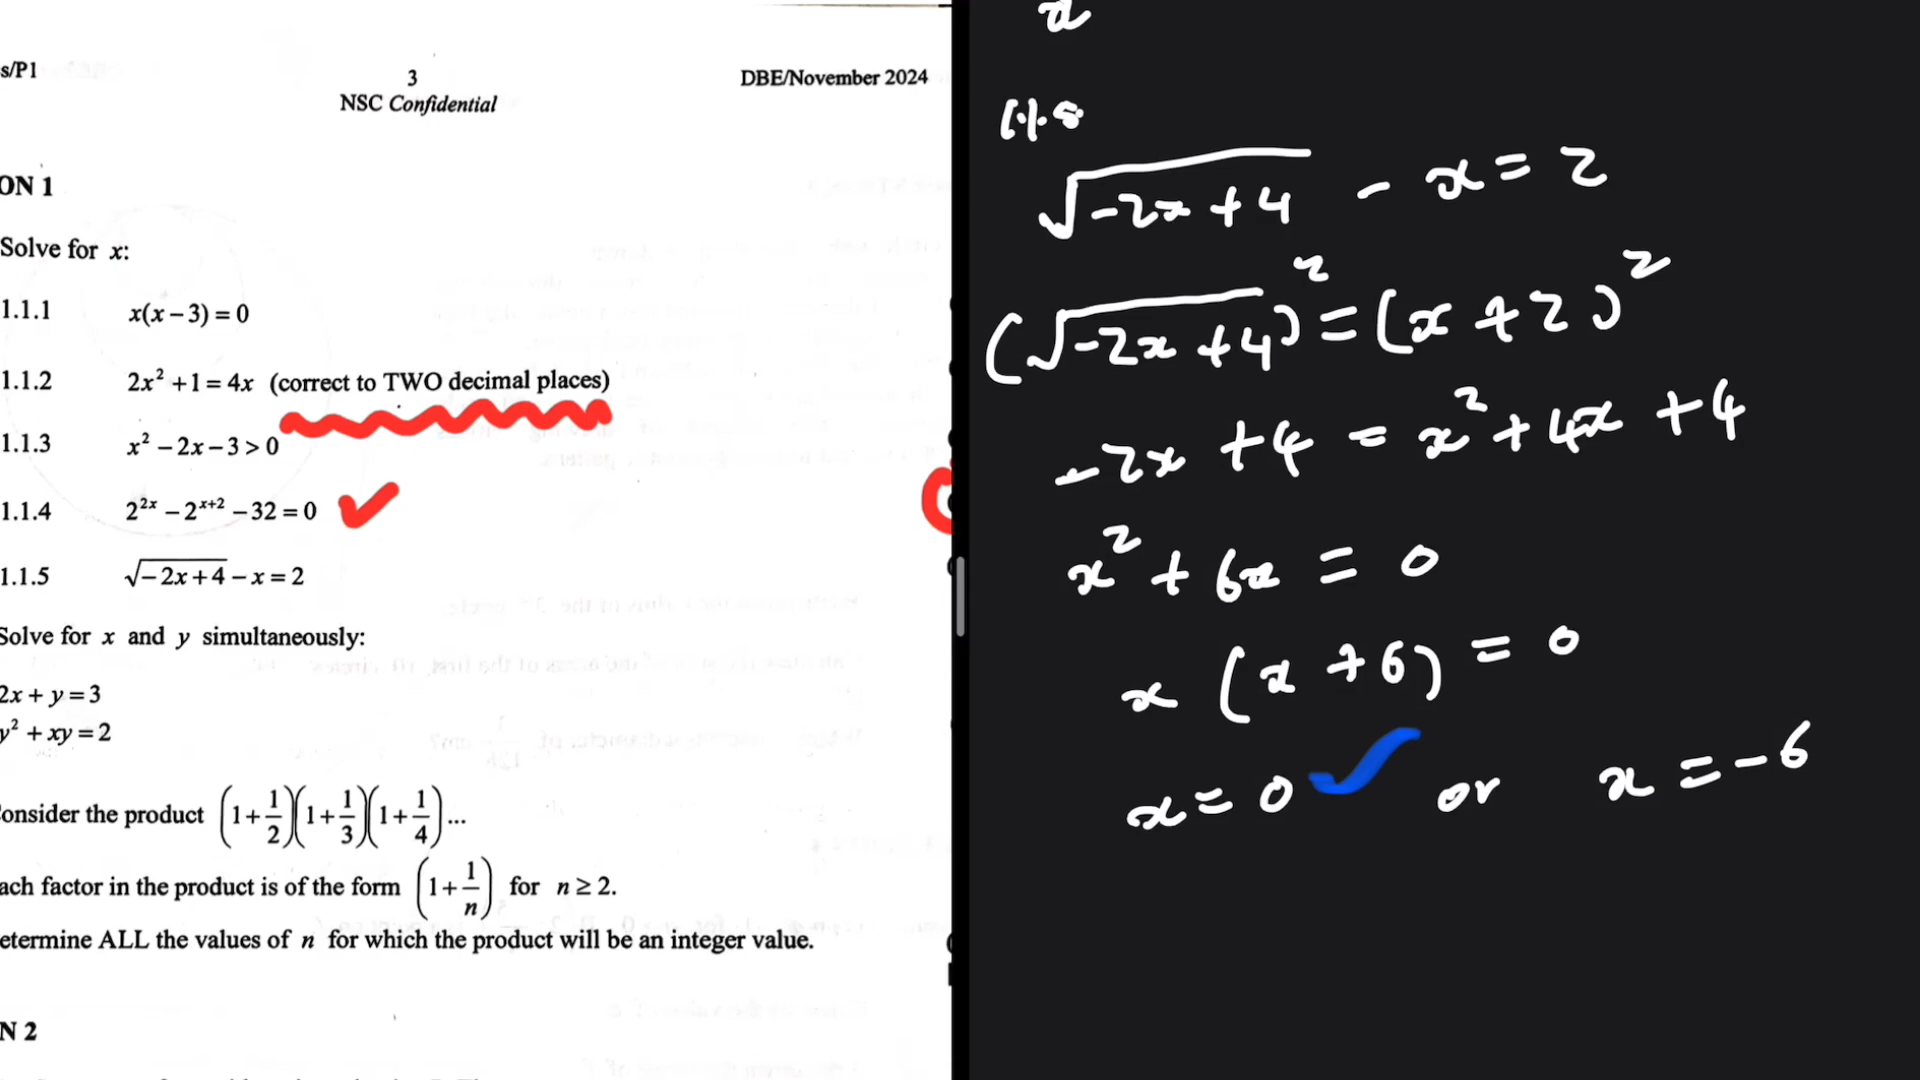 s/P1
3
DBE/November 2024
NSC Confidential
ON 1
Solve for x:
1.1.1 x(x – 3) = 0
1.1.2 2x² + 1 = 4x (correct to TWO decimal places)
1.1.3 x² – 2x – 3 > 0
1.1.4 2²ˣ – 2ˣ⁺² – 32 = 0
1.1.5 √(–2x + 4) – x = 2
Solve for x and y simultaneously:
2x + y = 3
y² + xy = 2
onsider the product (1 + 1/2)(1 + 1/3)(1 + 1/4)...
ach factor in the product is of the form (1 + 1/n) for n ≥ 2.
etermine ALL the values of n for which the product will be an integer value.
N 2
x
√(-2x + 4) - x = 2
(√(-2x + 4))² = (x + 2)²
-2x + 4 = x² + 4x + 4
x² + 6x = 0
x (x + 6) = 0
x = 0 or x = -6